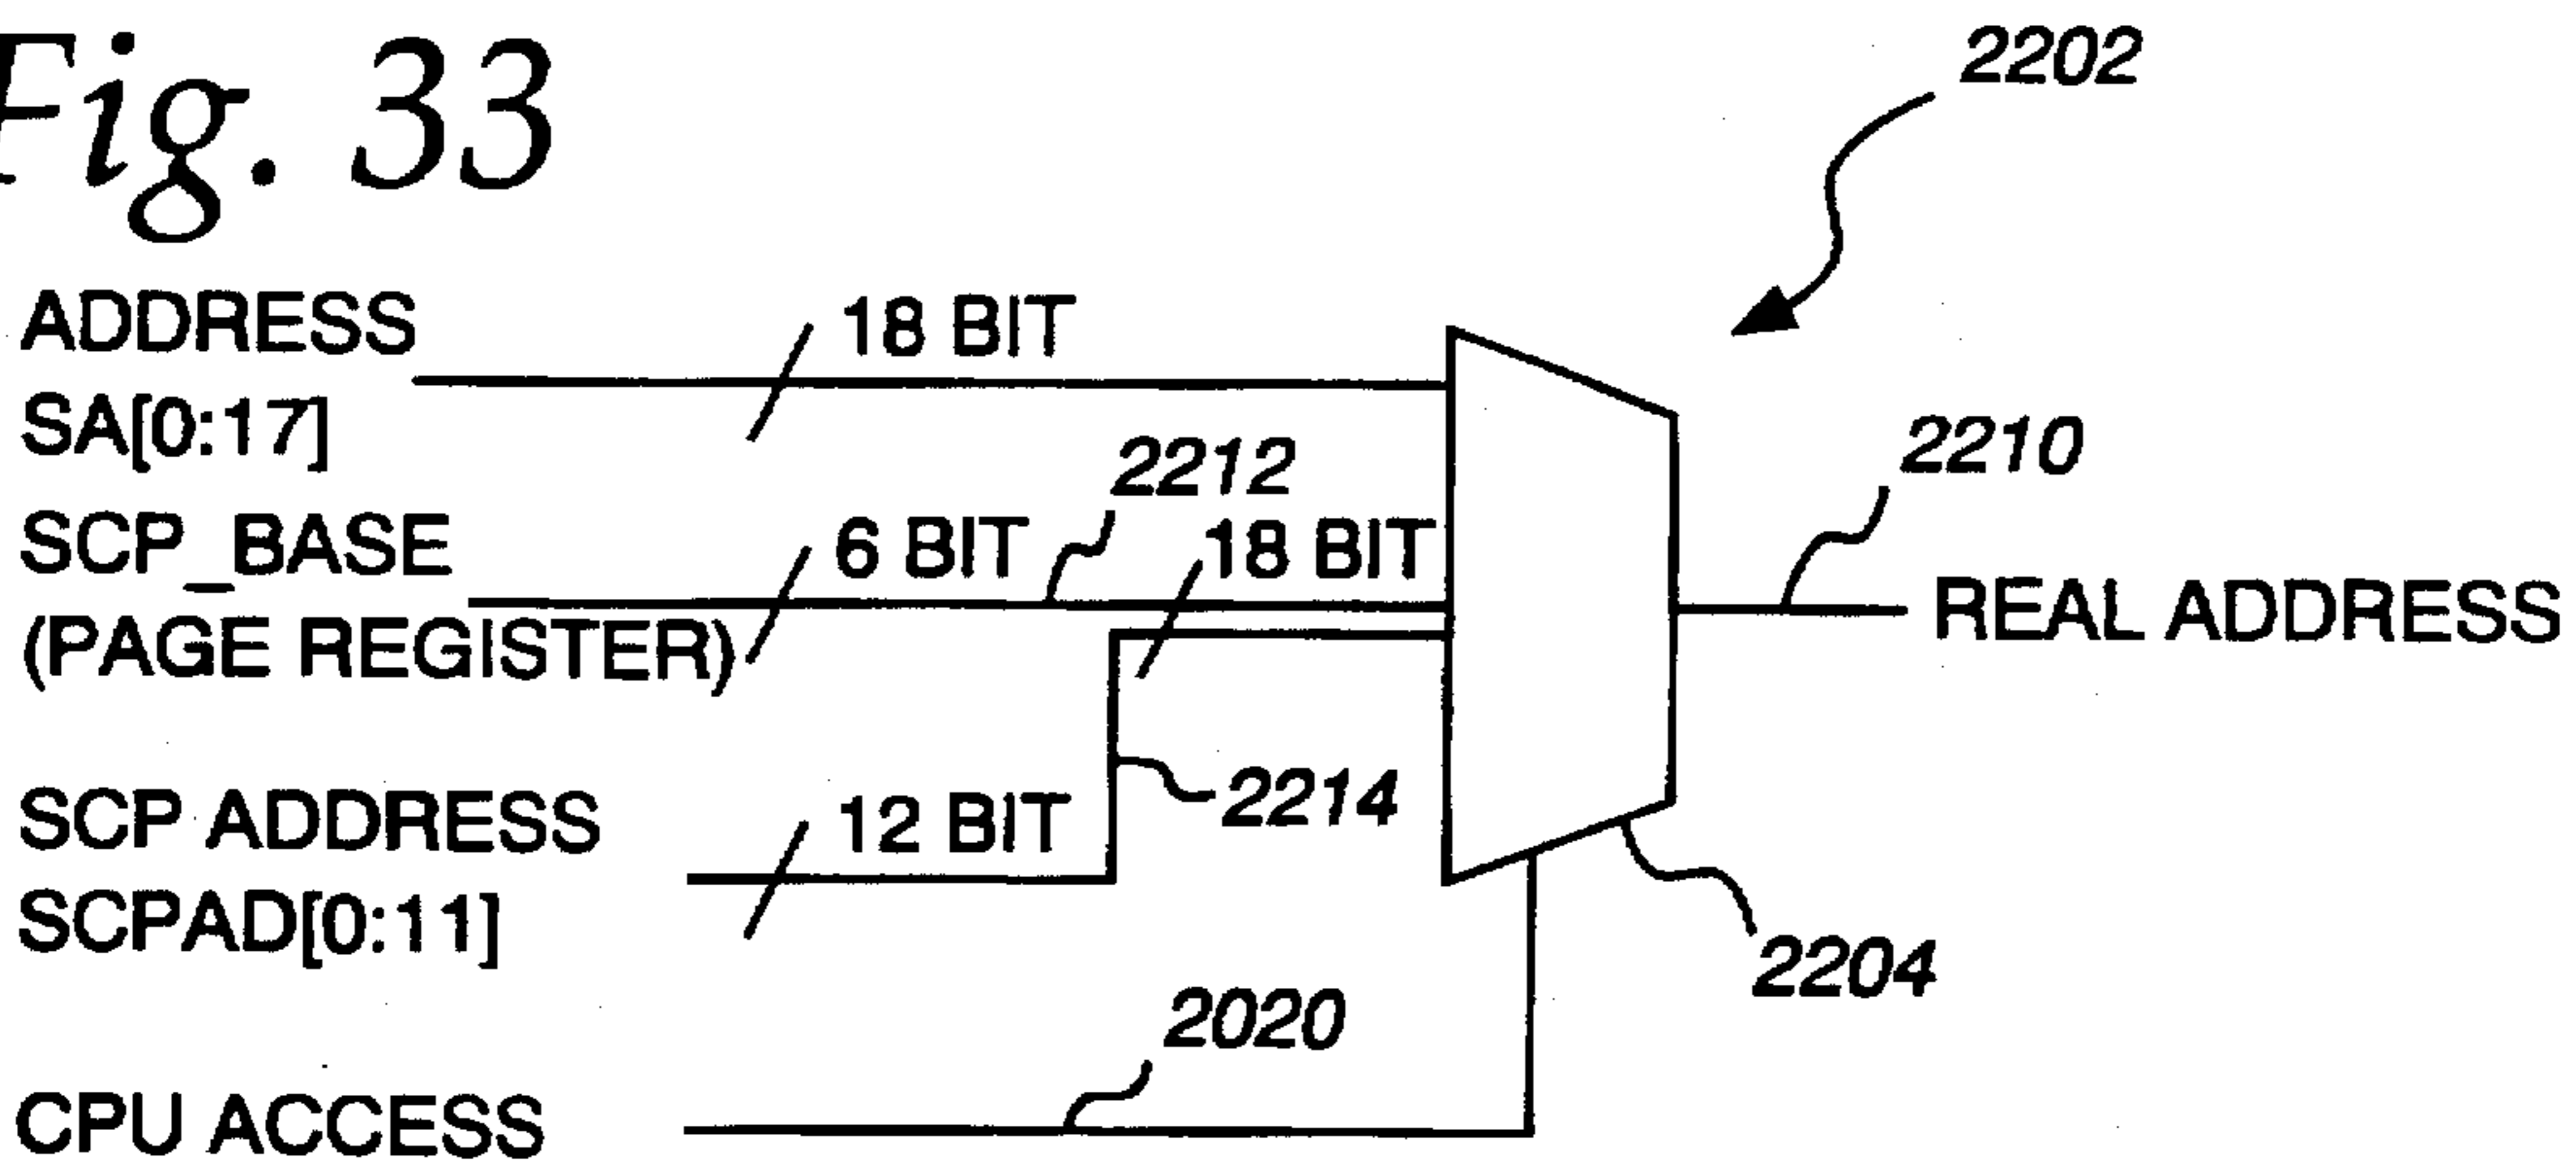 Fig. 33
2202
ADDRESS
SA[0:17]
18 BIT
2212
2210
SCP_BASE
(PAGE REGISTER)
6 BIT
18 BIT
REAL ADDRESS
SCP ADDRESS
SCPAD[0:11]
12 BIT
2214
2204
2020
CPU ACCESS